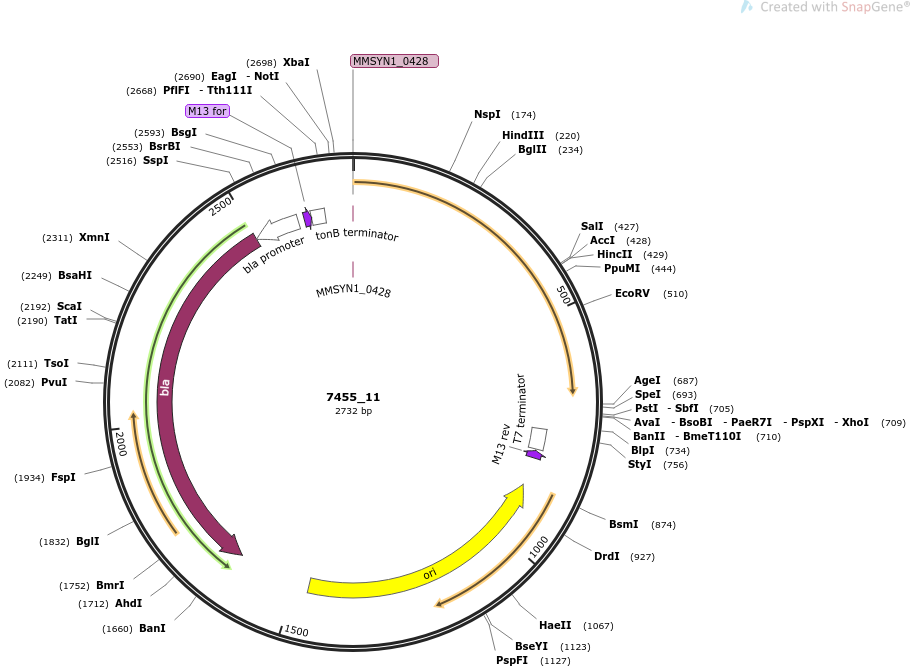 Created with SnapGene®
MMSYN1_0428
(2698) XbaI
(2690) EagI - NotI
(2668) PflFI - Tth111I
M13 for
(2593) BsgI
(2553) BsrBI
(2516) SspI
NspI (174)
HindIII (220)
BglII (234)
2500
tonB terminator
bla promoter
MMSYN1_0428
(2311) XmnI
(2249) BsaHI
(2192) ScaI
(2190) TatI
(2111) TsoI
(2082) PvuI
SalI (427)
AccI (428)
HincII (429)
PpuMI (444)
EcoRV (510)
500
bla
7455_11
2732 bp
AgeI (687)
SpeI (693)
PstI - SbfI (705)
AvaI - BsoBI - PaeR7I - PspXI - XhoI (709)
BanII - BmeT110I (710)
BlpI (734)
StyI (756)
T7 terminator
M13 rev
2000
(1934) FspI
(1832) BglI
(1752) BmrI
(1712) AhdI
(1660) BanI
BsmI (874)
DrdI (927)
1000
ori
1500
HaeII (1067)
BseYI (1123)
PspFI (1127)